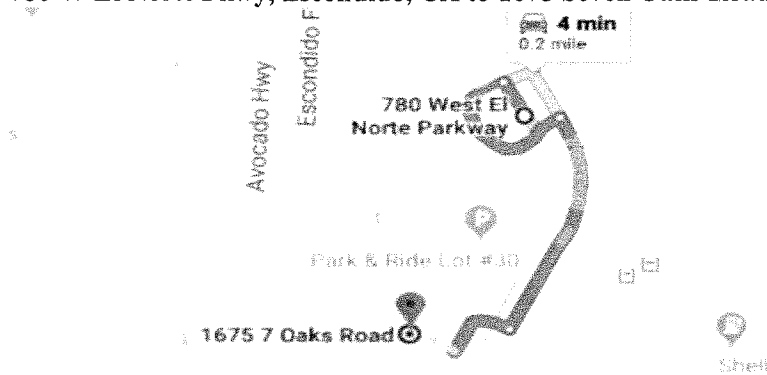 4 min
0.2 mile
Escondido F
Avocado Hwy
780 West El
Norte Parkway
Park & Ride Lot #30
1675 7 Oaks Road
Shell